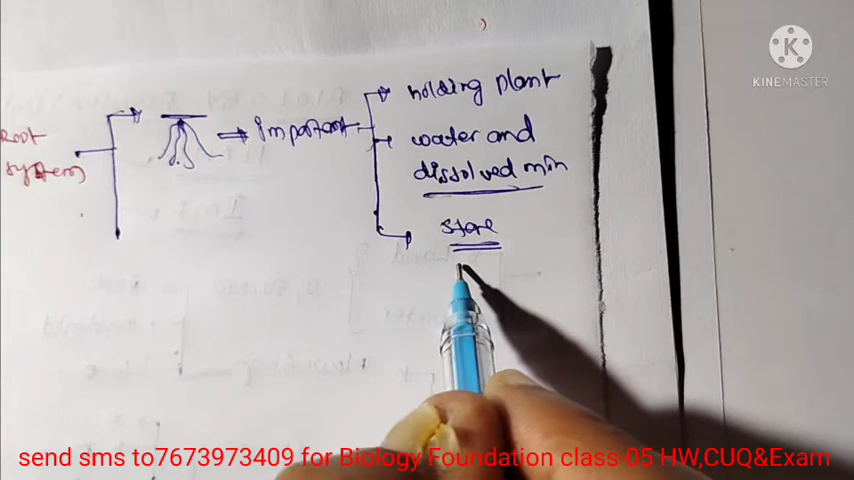 KINEMASTER
holding plant
Root
system
important
water and
dissolved min
store
send sms to7673973409 for Biology Foundation class-05 HW,CUQ&Exam